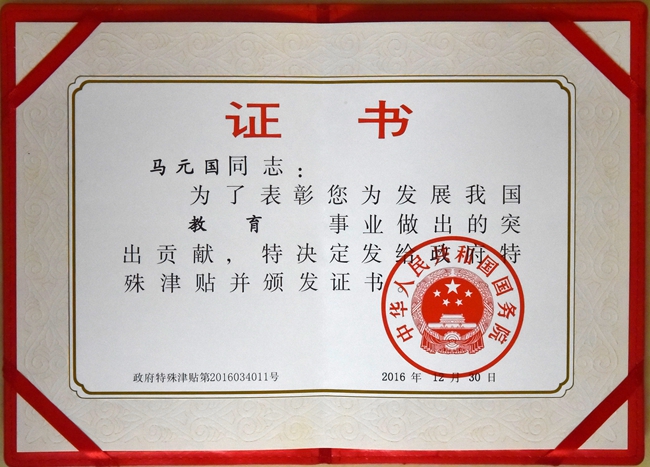 证书
马元国同志：
为了表彰您为发展我国
教育事业做出的突
出贡献，特决定发给政府特
殊津贴并颁发证书
中华人民共和国国务院
政府特殊津贴第2016034011号
2016 年 12 月 30 日